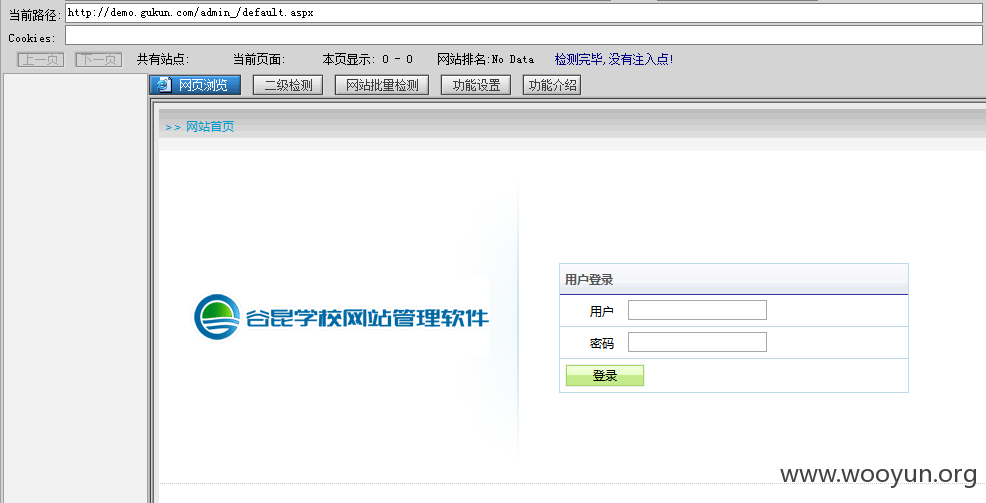 当前路径: http://demo.gukun.com/admin_/default.aspx
Cookies:
上一页 下一页 共有站点: 当前页面: 本页显示: 0 - 0 网站排名:No Data 检测完毕,没有注入点!
网页浏览 二级检测 网站批量检测 功能设置 功能介绍
>> 网站首页
用户登录
谷昆学校网站管理软件
用户
密码
登录
www.wooyun.org